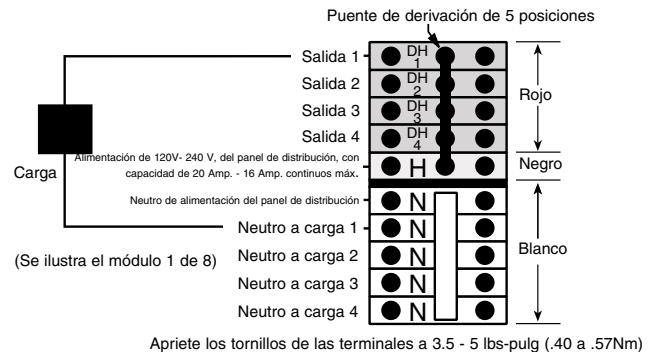 Puente de derivación de 5 posiciones
Salida 1
DH
1
Salida 2
DH
2
Salida 3
DH
3
Salida 4
DH
4
Rojo
Alimentación de 120V- 240 V, del panel de distribución, con
capacidad de 20 Amp. - 16 Amp. continuos máx.
H
Negro
Carga
Neutro de alimentación del panel de distribución
N
Neutro a carga 1
N
Neutro a carga 2
N
Neutro a carga 3
N
Neutro a carga 4
N
Blanco
(Se ilustra el módulo 1 de 8)
Apriete los tornillos de las terminales a 3.5 - 5 lbs-pulg (.40 a .57Nm)